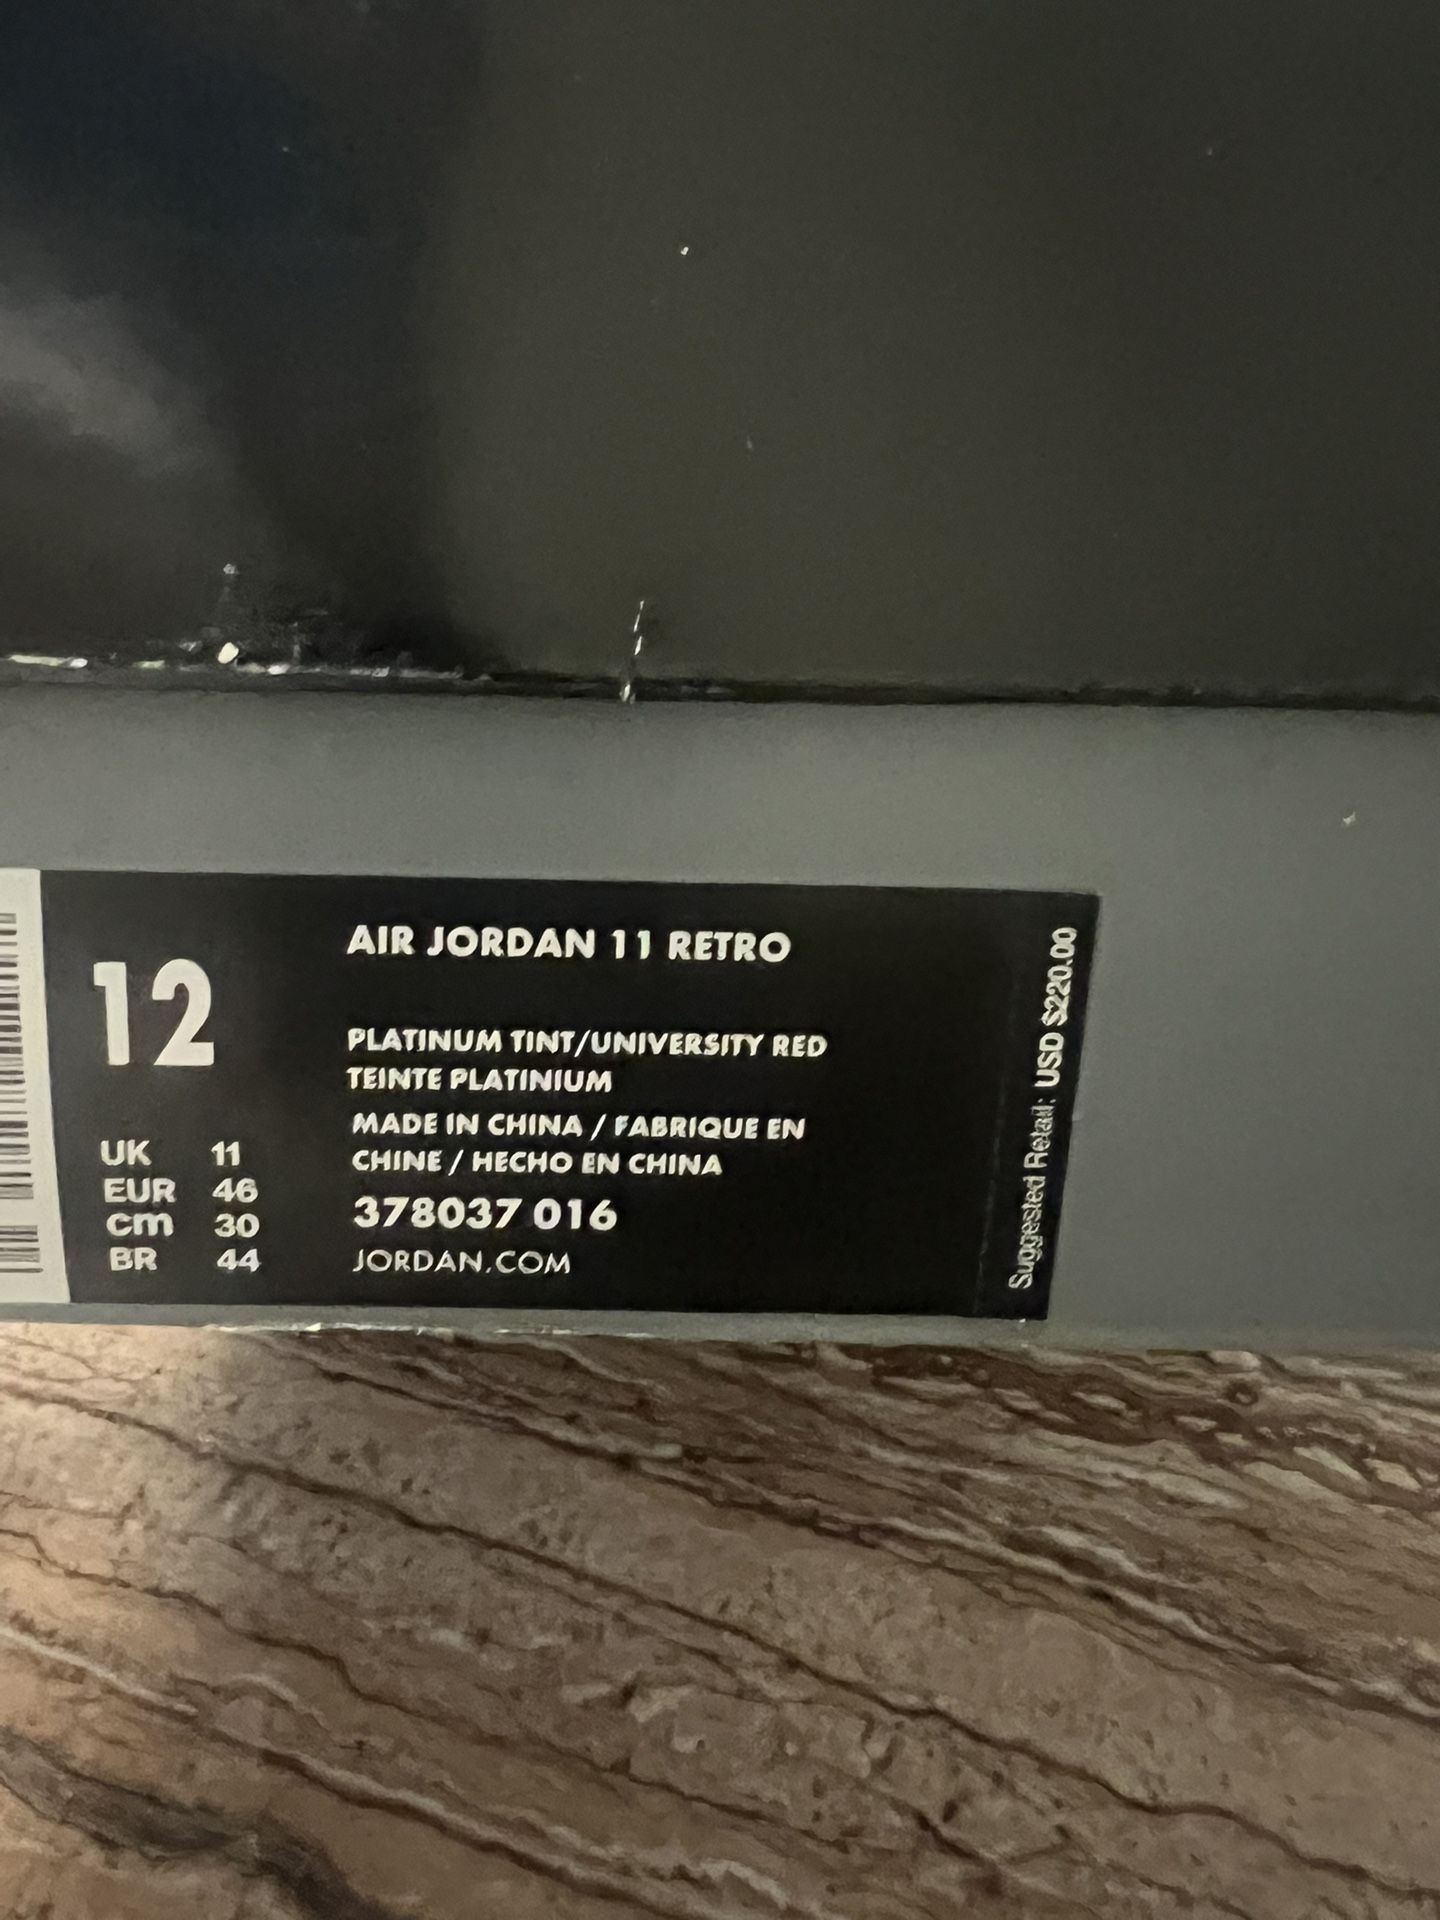 12
UK 11
EUR 46
cm 30
BR 44
AIR JORDAN 11 RETRO
PLATINUM TINT/UNIVERSITY RED
TEINTE PLATINIUM
MADE IN CHINA / FABRIQUE EN
CHINE / HECHO EN CHINA
378037 016
JORDAN.COM
Suggested Retail: USD $220.00